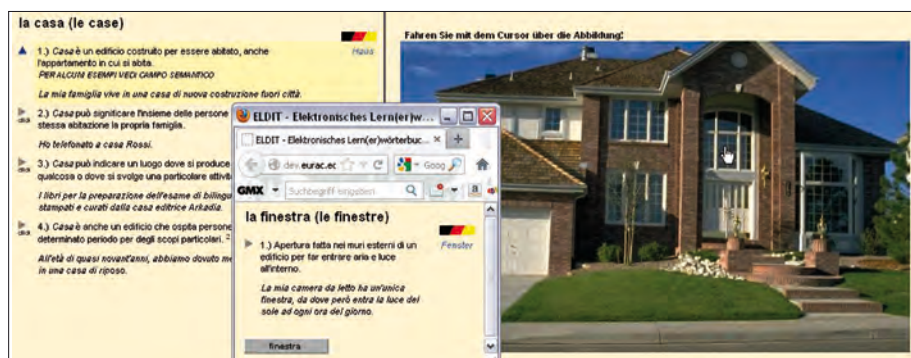 la casa (le case)
Haus
1.) Casa è un edificio costruito per essere abitato, anche
l'appartamento in cui si abita.
PER ALCUNI ESEMPI VEDI CAMPO SEMANTICO
La mia famiglia vive in una casa di nuova costruzione fuori città.
2.) Casa può significare l'insieme delle persone
stessa abitazione la propria famiglia.
Ho telefonato a casa Rossi.
3.) Casa può indicare un luogo dove si produce
qualcosa o dove si svolge una particolare attivit
I libri per la preparazione dell'esame di bilingu
stampati e curati dalla casa editrice Arkadia.
4.) Casa è anche un edificio che ospita persone
determinato periodo per degli scopi particolari. 2
All'età di quasi novant'anni, abbiamo dovuto me
in una casa di riposo.
ELDIT - Elektronisches Lern(er)w...
ELDIT - Elektronisches Lern(er)wörterbuc...
dev.eurac.ec
Goog
GMX
Suchbegriff eingeben
a
la finestra (le finestre)
Fenster
1.) Apertura fatta nei muri esterni di un
edificio per far entrare aria e luce
all'interno.
La mia camera da letto ha un'unica
finestra, da dove però entra la luce del
sole ad ogni ora del giorno.
finestra
Fahren Sie mit dem Cursor über die Abbildung: